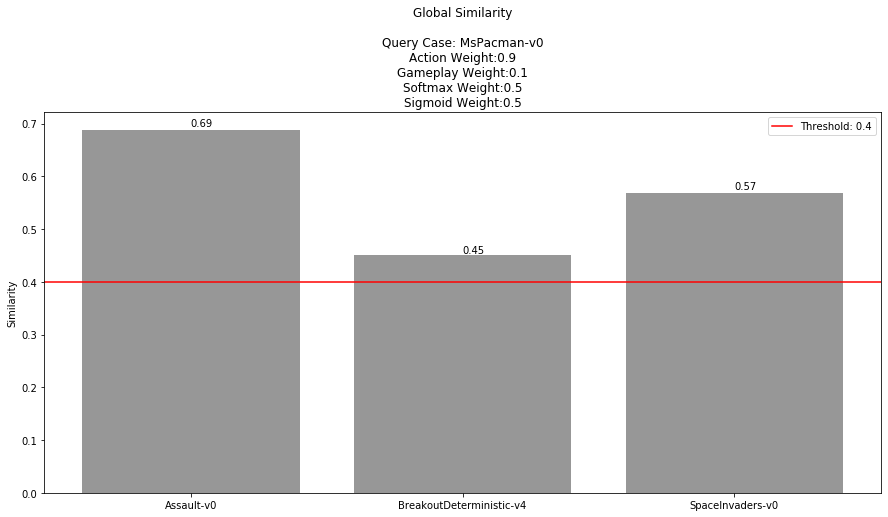 Global Similarity
Query Case: MsPacman-v0
Action Weight:0.9
Gameplay Weight:0.1
Softmax Weight:0.5
Sigmoid Weight:0.5
Threshold: 0.4
0.7
0.6
0.5
0.4
0.3
0.2
0.1
0.0
Similarity
0.69
0.45
0.57
Assault-v0
BreakoutDeterministic-v4
SpaceInvaders-v0